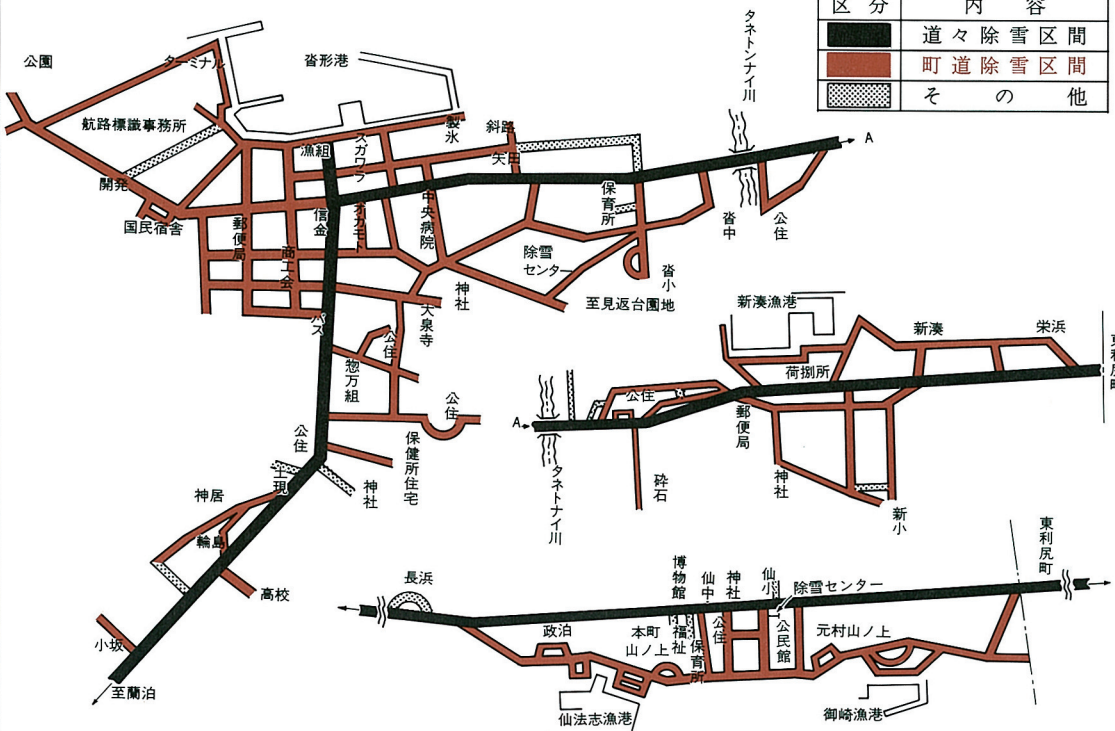 区分 内容
道々除雪区間
町道除雪区間
その他
公園
ターミナル
沓形港
タネトンナイ川
航路標識事務所
漁組
スガワラ
製氷
斜路
矢田
A
開発
国民宿舎
郵便局
商工会
信金
オカモト
中央病院
保育所
沓中
公住
除雪
センター
沓小
至見返台園地
神社
大泉寺
バス
公住
惣万組
公住
公住
保健所住宅
土現
神社
神居
輪島
高校
小坂
至蘭泊
新湊漁港
新湊
栄浜
東利尻町
荷捌所
公住
A
郵便局
タネトナイ川
砕石
神社
新小
東利尻町
長浜
博物館
仙中
神社
仙小
除雪センター
政泊
本町
山ノ上
福祉
保育所
公住
公民館
元村山ノ上
仙法志漁港
御崎漁港